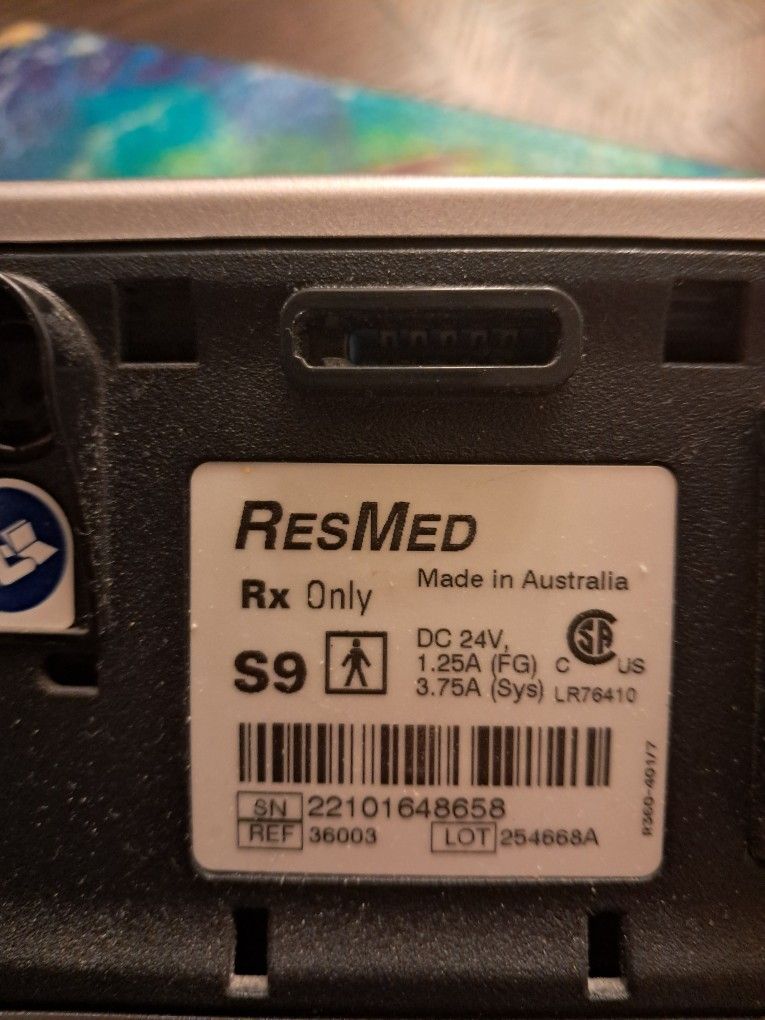 RESMED
Rx Only
Made in Australia
S9
DC 24V,
1.25A (FG)
3.75A (Sys)
C US
LR76410
SN 22101648658
REF 36003 LOT 254668A
R360-401/7